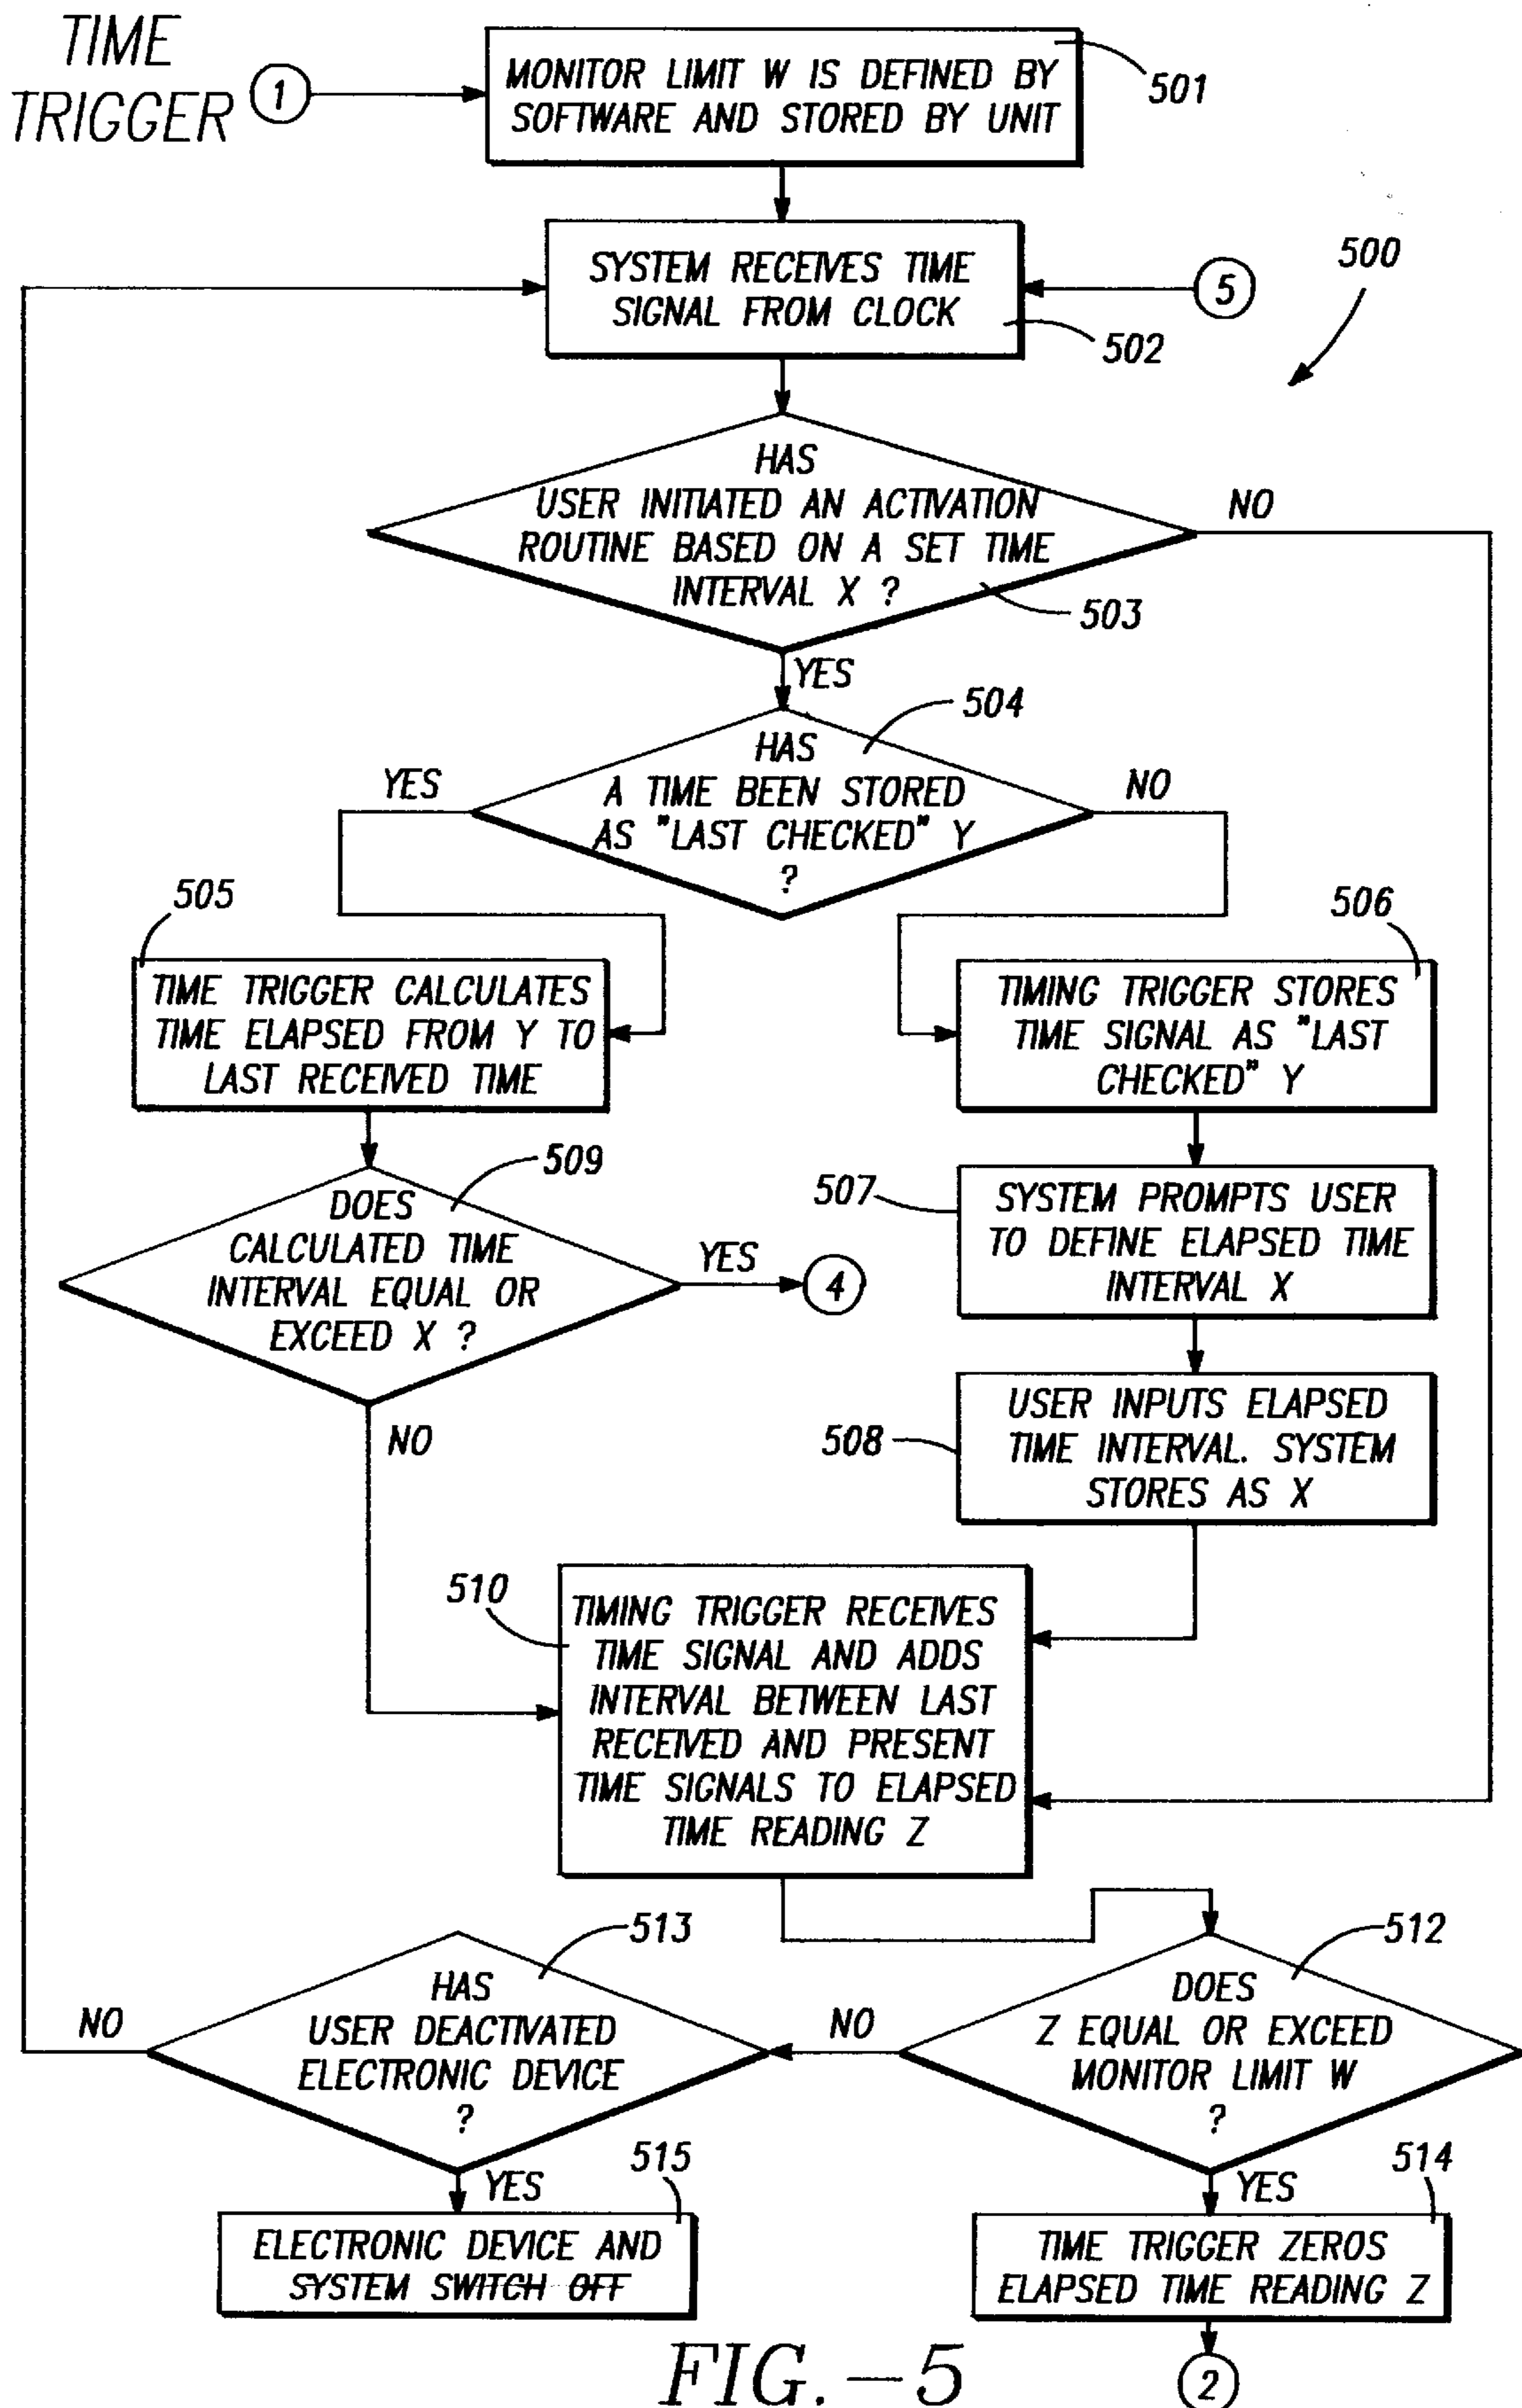 TIME
TRIGGER
1
MONITOR LIMIT W IS DEFINED BY
SOFTWARE AND STORED BY UNIT
501
SYSTEM RECEIVES TIME
SIGNAL FROM CLOCK
502
5
500
HAS
USER INITIATED AN ACTIVATION
ROUTINE BASED ON A SET TIME
INTERVAL X ?
503
NO
YES
504
HAS
A TIME BEEN STORED
AS "LAST CHECKED" Y
?
YES
NO
505
TIME TRIGGER CALCULATES
TIME ELAPSED FROM Y TO
LAST RECEIVED TIME
506
TIMING TRIGGER STORES
TIME SIGNAL AS "LAST
CHECKED" Y
509
DOES
CALCULATED TIME
INTERVAL EQUAL OR
EXCEED X ?
YES
4
NO
507
SYSTEM PROMPTS USER
TO DEFINE ELAPSED TIME
INTERVAL X
508
USER INPUTS ELAPSED
TIME INTERVAL. SYSTEM
STORES AS X
510
TIMING TRIGGER RECEIVES
TIME SIGNAL AND ADDS
INTERVAL BETWEEN LAST
RECEIVED AND PRESENT
TIME SIGNALS TO ELAPSED
TIME READING Z
513
HAS
USER DEACTIVATED
ELECTRONIC DEVICE
?
NO
NO
512
DOES
Z EQUAL OR EXCEED
MONITOR LIMIT W
?
YES
515
ELECTRONIC DEVICE AND
SYSTEM SWITCH OFF
YES
514
TIME TRIGGER ZEROS
ELAPSED TIME READING Z
2
FIG.-5